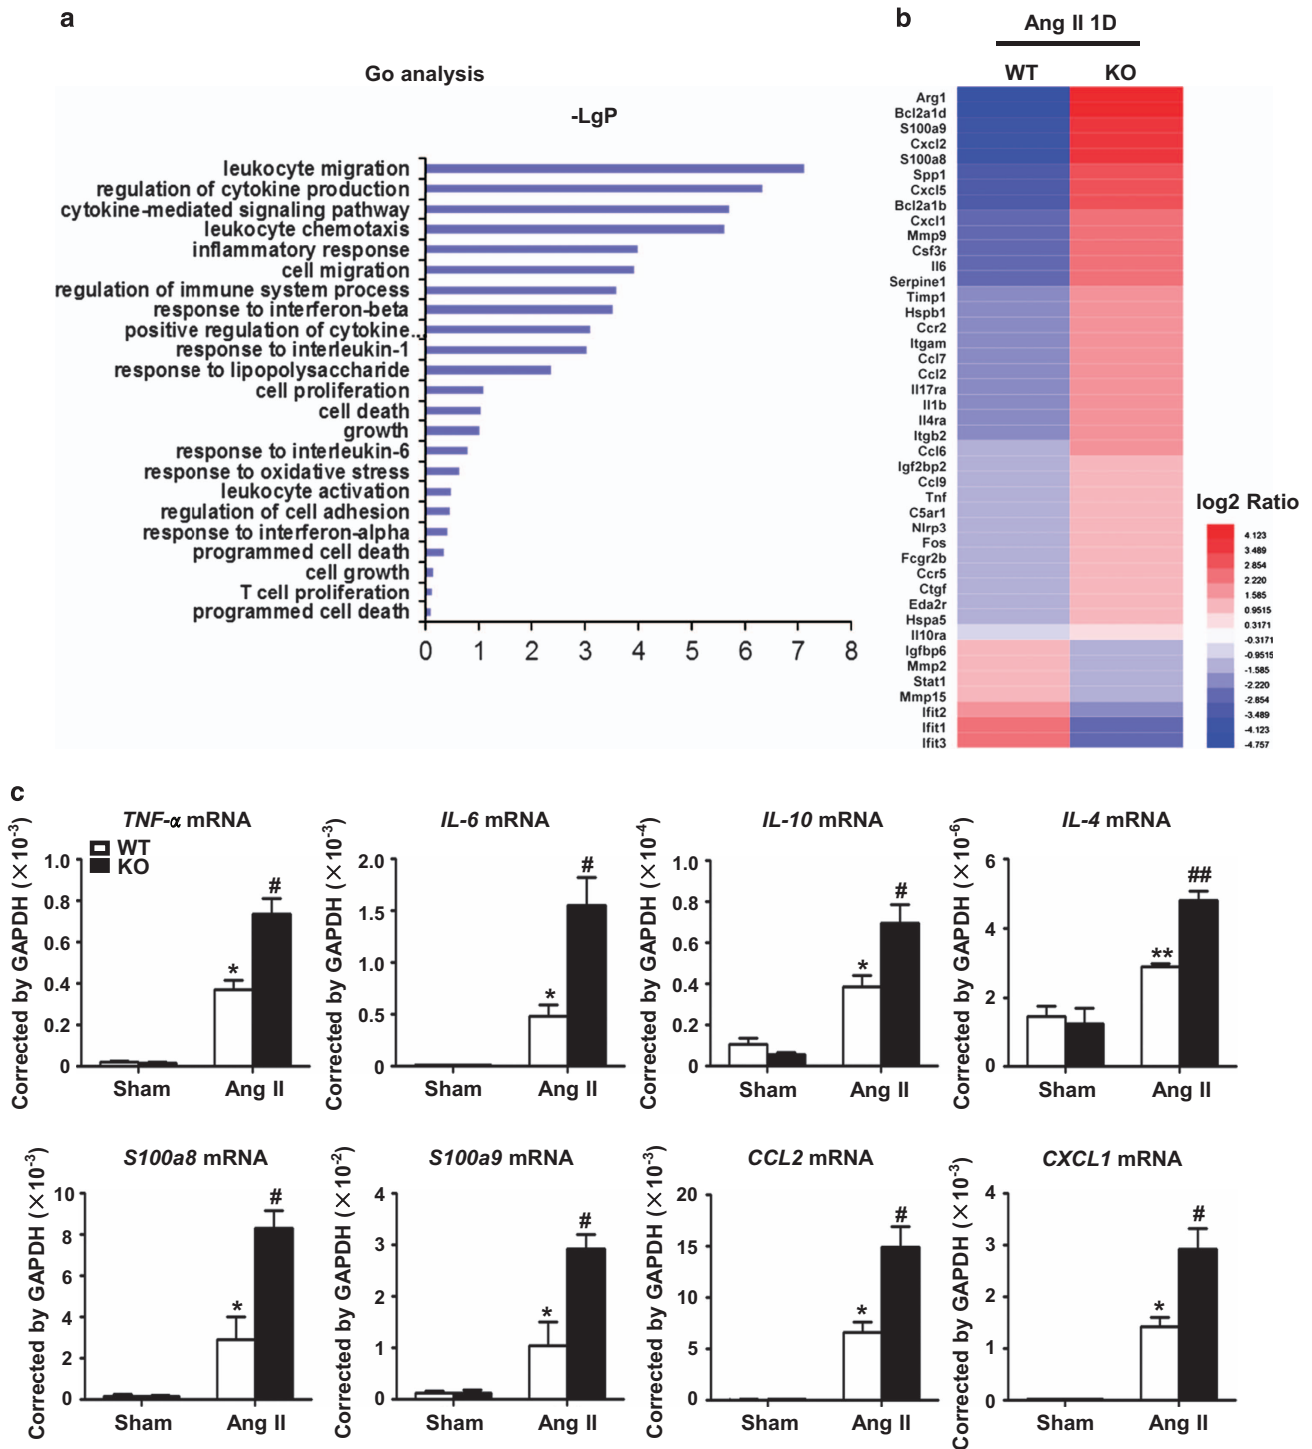 a
Go analysis
-LgP
leukocyte migration
regulation of cytokine production
cytokine-mediated signaling pathway
leukocyte chemotaxis
inflammatory response
cell migration
regulation of immune system process
response to interferon-beta
positive regulation of cytokine...
response to interleukin-1
response to lipopolysaccharide
cell proliferation
cell death
growth
response to interleukin-6
response to oxidative stress
leukocyte activation
regulation of cell adhesion
response to interferon-alpha
programmed cell death
cell growth
T cell proliferation
programmed cell death
0 1 2 3 4 5 6 7 8
b
Ang II 1D
WT KO
Arg1
Bcl2a1d
S100a9
Cxcl2
S100a8
Spp1
Cxcl5
Bcl2a1b
Cxcl1
Mmp9
Csf3r
Il6
Serpine1
Timp1
Hspb1
Ccr2
Itgam
Ccl7
Ccl2
Il17ra
Il1b
Il4ra
Itgb2
Ccl6
Igf2bp2
Ccl9
Tnf
C5ar1
Nlrp3
Fos
Fcgr2b
Ccr5
Ctgf
Eda2r
Hspa5
Il10ra
Igfbp6
Mmp2
Stat1
Mmp15
Ifit2
Ifit1
Ifit3
log2 Ratio
4.123
3.489
2.854
2.220
1.585
0.9515
0.3171
-0.3171
-0.9515
-1.585
-2.220
-2.854
-3.489
-4.123
-4.757
c
TNF-α mRNA
WT
KO
Corrected by GAPDH (×10⁻³)
1.0
0.8
0.6
0.4
0.2
0
* #
Sham Ang II
IL-6 mRNA
Corrected by GAPDH (×10⁻³)
2.0
1.5
1.0
0.5
0
* #
Sham Ang II
IL-10 mRNA
Corrected by GAPDH (×10⁻⁴)
1.0
0.8
0.6
0.4
0.2
0
* #
Sham Ang II
IL-4 mRNA
Corrected by GAPDH (×10⁻⁶)
6
4
2
0
** ##
Sham Ang II
S100a8 mRNA
Corrected by GAPDH (×10⁻³)
10
8
6
4
2
0
* #
Sham Ang II
S100a9 mRNA
Corrected by GAPDH (×10⁻²)
4
3
2
1
0
* #
Sham Ang II
CCL2 mRNA
Corrected by GAPDH (×10⁻³)
20
15
10
5
0
* #
Sham Ang II
CXCL1 mRNA
Corrected by GAPDH (×10⁻³)
4
3
2
1
0
* #
Sham Ang II